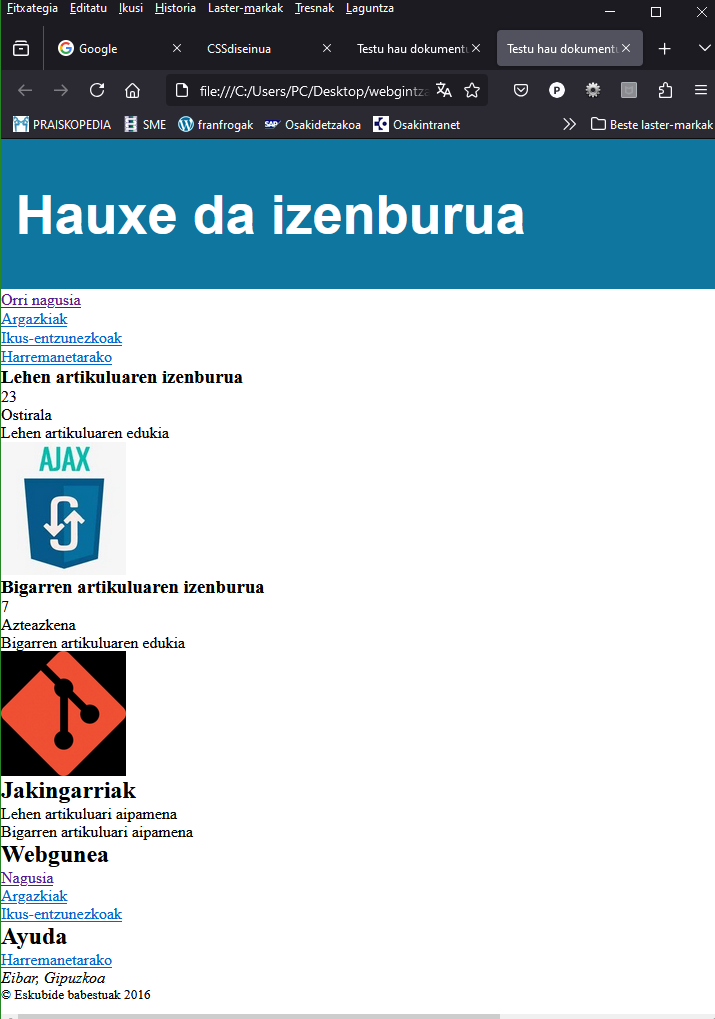 Fitxategia Editatu Ikusi Historia Laster-markak Tresnak Laguntza
Google CSSdiseinua Testu hau dokument Testu hau dokument
file:///C:/Users/PC/Desktop/webgintza
PRAISKOPEDIA SME franfrogak SAP Osakidetzakoa Osakintranet Beste laster-markak
Hauxe da izenburua
Orri nagusia
Argazkiak
Ikus-entzunezkoak
Harremanetarako
Lehen artikuluaren izenburua
23
Ostirala
Lehen artikuluaren edukia
AJAX
Bigarren artikuluaren izenburua
7
Azteazkena
Bigarren artikuluaren edukia
Jakingarriak
Lehen artikuluari aipamena
Bigarren artikuluari aipamena
Webgunea
Nagusia
Argazkiak
Ikus-entzunezkoak
Ayuda
Harremanetarako
Eibar, Gipuzkoa
© Eskubide babestuak 2016